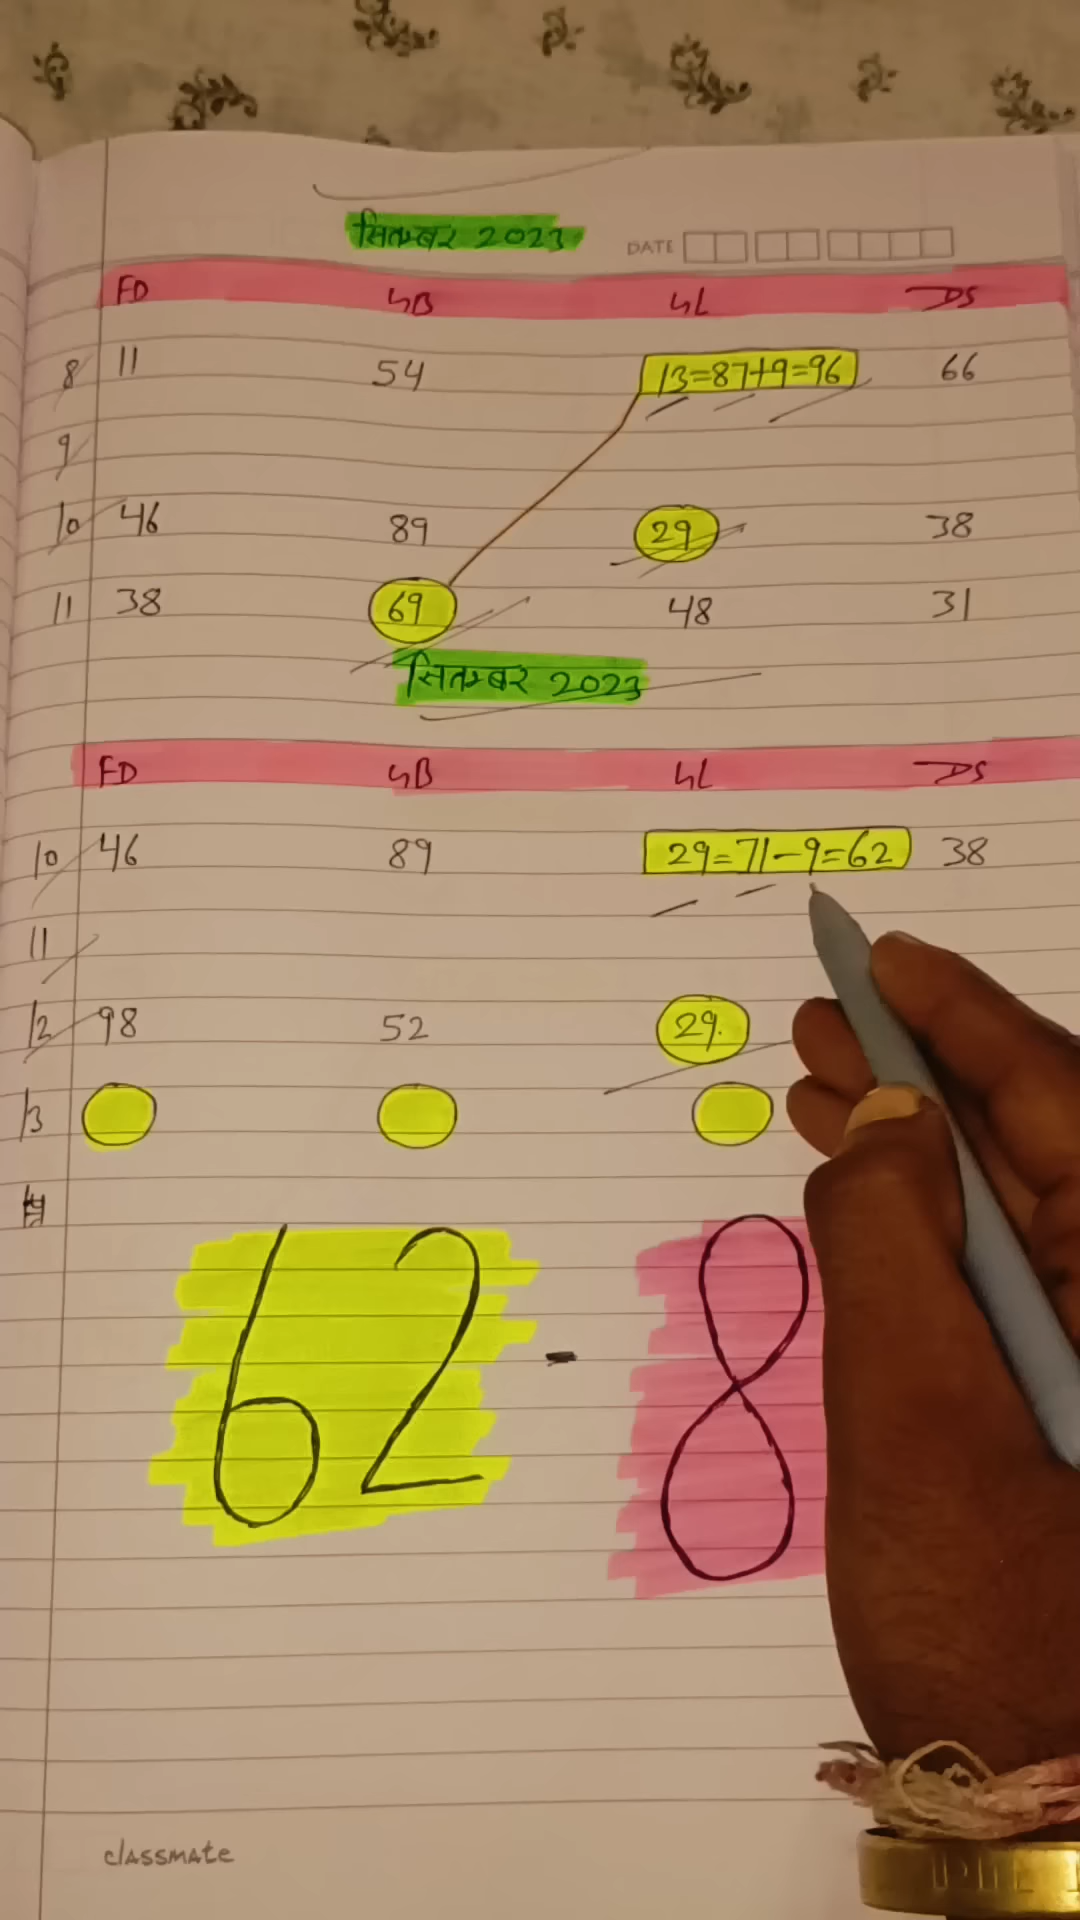 सितम्बर 2023
DATE
FD GB GL DS
8 11 54 13=87+9=96 66
9
10 46 89 29 38
11 38 69 48 31
सितम्बर 2023
FD GB GL DS
10 46 89 29=71-9=62 38
11
12 98 52 29.
13
62 - 8
classmate